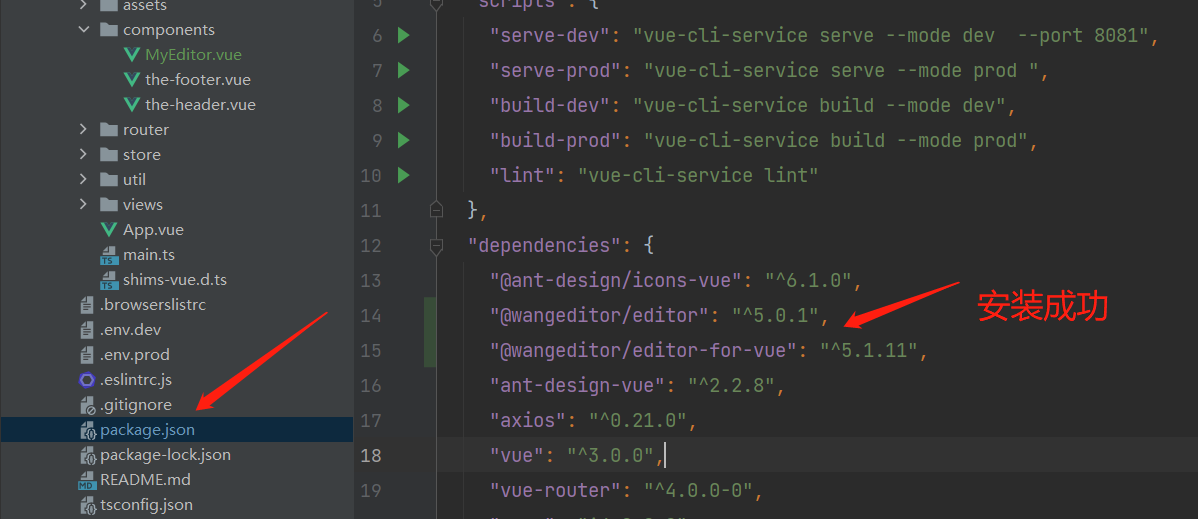 assets
components
MyEditor.vue
the-footer.vue
the-header.vue
router
store
util
views
App.vue
main.ts
shims-vue.d.ts
.browserslistrc
.env.dev
.env.prod
.eslintrc.js
.gitignore
package.json
package-lock.json
README.md
tsconfig.json
5 "scripts": {
6 "serve-dev": "vue-cli-service serve --mode dev  --port 8081",
7 "serve-prod": "vue-cli-service serve --mode prod ",
8 "build-dev": "vue-cli-service build --mode dev",
9 "build-prod": "vue-cli-service build --mode prod",
10 "lint": "vue-cli-service lint"
11 },
12 "dependencies": {
13 "@ant-design/icons-vue": "^6.1.0",
14 "@wangeditor/editor": "^5.0.1",
15 "@wangeditor/editor-for-vue": "^5.1.11",
16 "ant-design-vue": "^2.2.8",
17 "axios": "^0.21.0",
18 "vue": "^3.0.0",
19 "vue-router": "^4.0.0-0",
安装成功